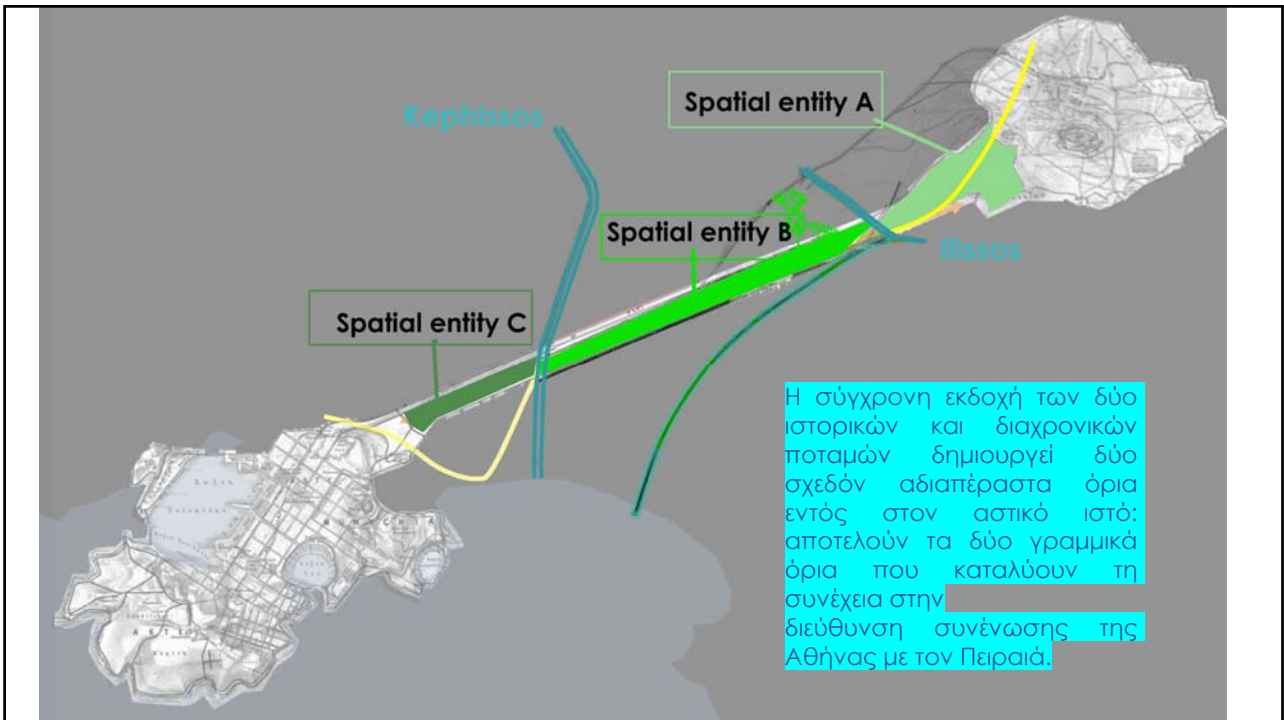 Spatial entity A
Kephissos
Spatial entity B
Ilissos
Spatial entity C
Η σύγχρονη εκδοχή των δύο
ιστορικών και διαχρονικών
ποταμών δημιουργεί δύο
σχεδόν αδιαπέραστα όρια
εντός στον αστικό ιστό:
αποτελούν τα δύο γραμμικά
όρια που καταλύουν τη
συνέχεια στην
διεύθυνση συνένωσης της
Αθήνας με τον Πειραιά.